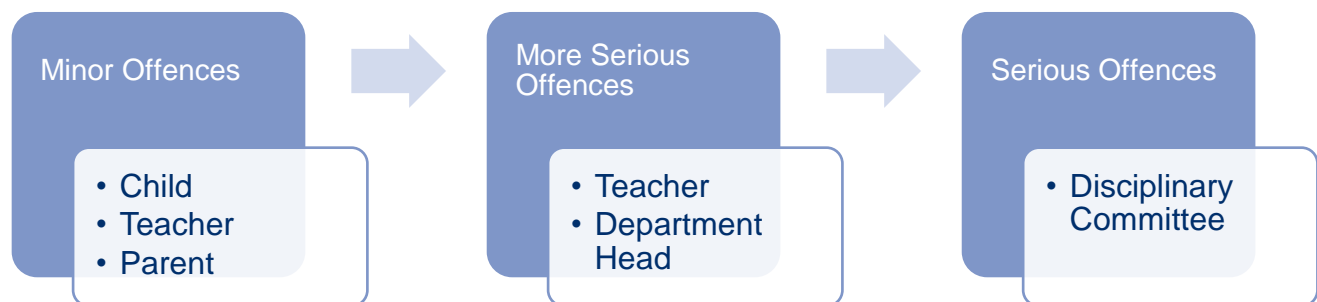 Minor Offences
• Child
• Teacher
• Parent
More Serious
Offences
• Teacher
• Department
Head
Serious Offences
• Disciplinary
Committee